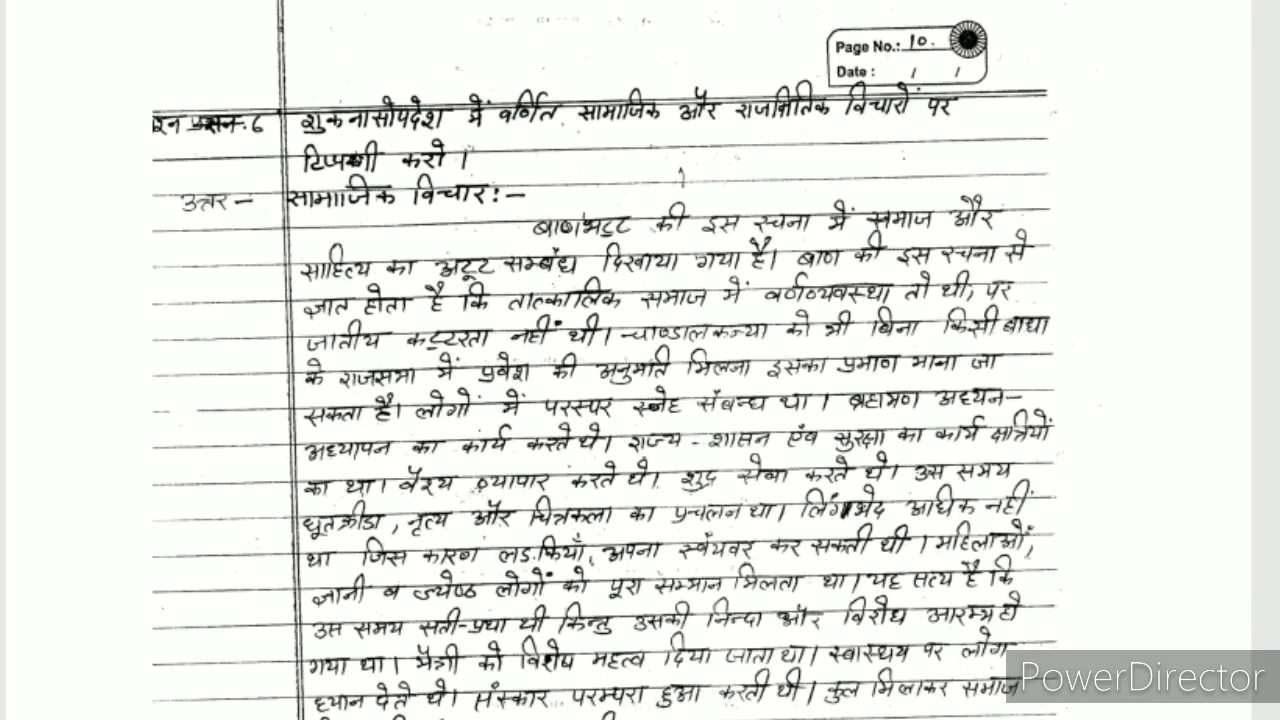 Page No.: 10.
Date : / /
प्रश्न.6 शुकनासोपदेश में वर्णित सामाजिक और राजनितिक विचारों पर
टिप्पणी करो।
उत्तर - सामाजिक विचार:-
बाणभट्ट की इस रचना में समाज और
साहित्य का अटूट सम्बंध दिखाया गया है। बाण की इस रचना से
ज्ञात होता है कि तात्कालिक समाज में वर्णव्यवस्था तो थी, पर
जातीय कट्टरता नहीं थी। चाण्डालकन्या को भी बिना किसी बाधा
के राजसभा में प्रवेश की अनुमति मिलना इसका प्रमाण माना जा
सकता है। लोगों में परस्पर स्नेह संबन्ध था। ब्राह्मण अध्ययन-
अध्यापन का कार्य करते थे। राज्य-शासन एंव सुरक्षा का कार्य क्षत्रियों
का था। वैश्य व्यापार करते थे। शुद्र सेवा करते थे। उस समय
धूतक्रीडा, नृत्य और चित्रकला का प्रचलन था। लिंगभेद अधिक नहीं
था जिस कारण लडकियाँ, अपना स्वंयवर कर सकती थी। महिलाओं,
ज्ञानी व ज्येष्ठ लोगों को पूरा सम्मान मिलता था। यह सत्य है कि
उस समय सती-प्रथा थी किन्तु उसकी निन्दा और विरोध आरम्भ हो
गया था। मैत्री को विशेष महत्व दिया जाता था। स्वास्थय पर लोग
ध्यान देते थे। संस्कार परम्परा हुआ करती थी। कुल मिलाकर समाज
PowerDirector